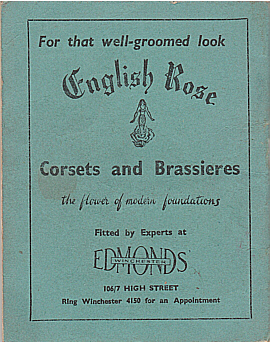 For that well-groomed look
English Rose
Corsets and Brassieres
the flower of modern foundations
Fitted by Experts at
EDMONDS
WINCHESTER
106/7 HIGH STREET
Ring Winchester 4150 for an Appointment